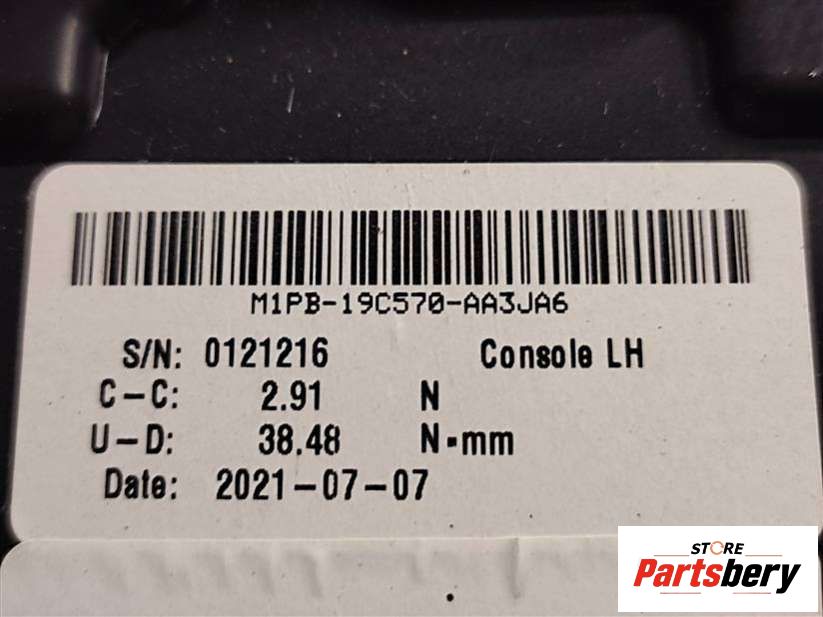 M1PB-19C570-AA3JA6
S/N: 0121216 Console LH
C-C: 2.91 N
U-D: 38.48 N·mm
Date: 2021-07-07
STORE
Partsbery